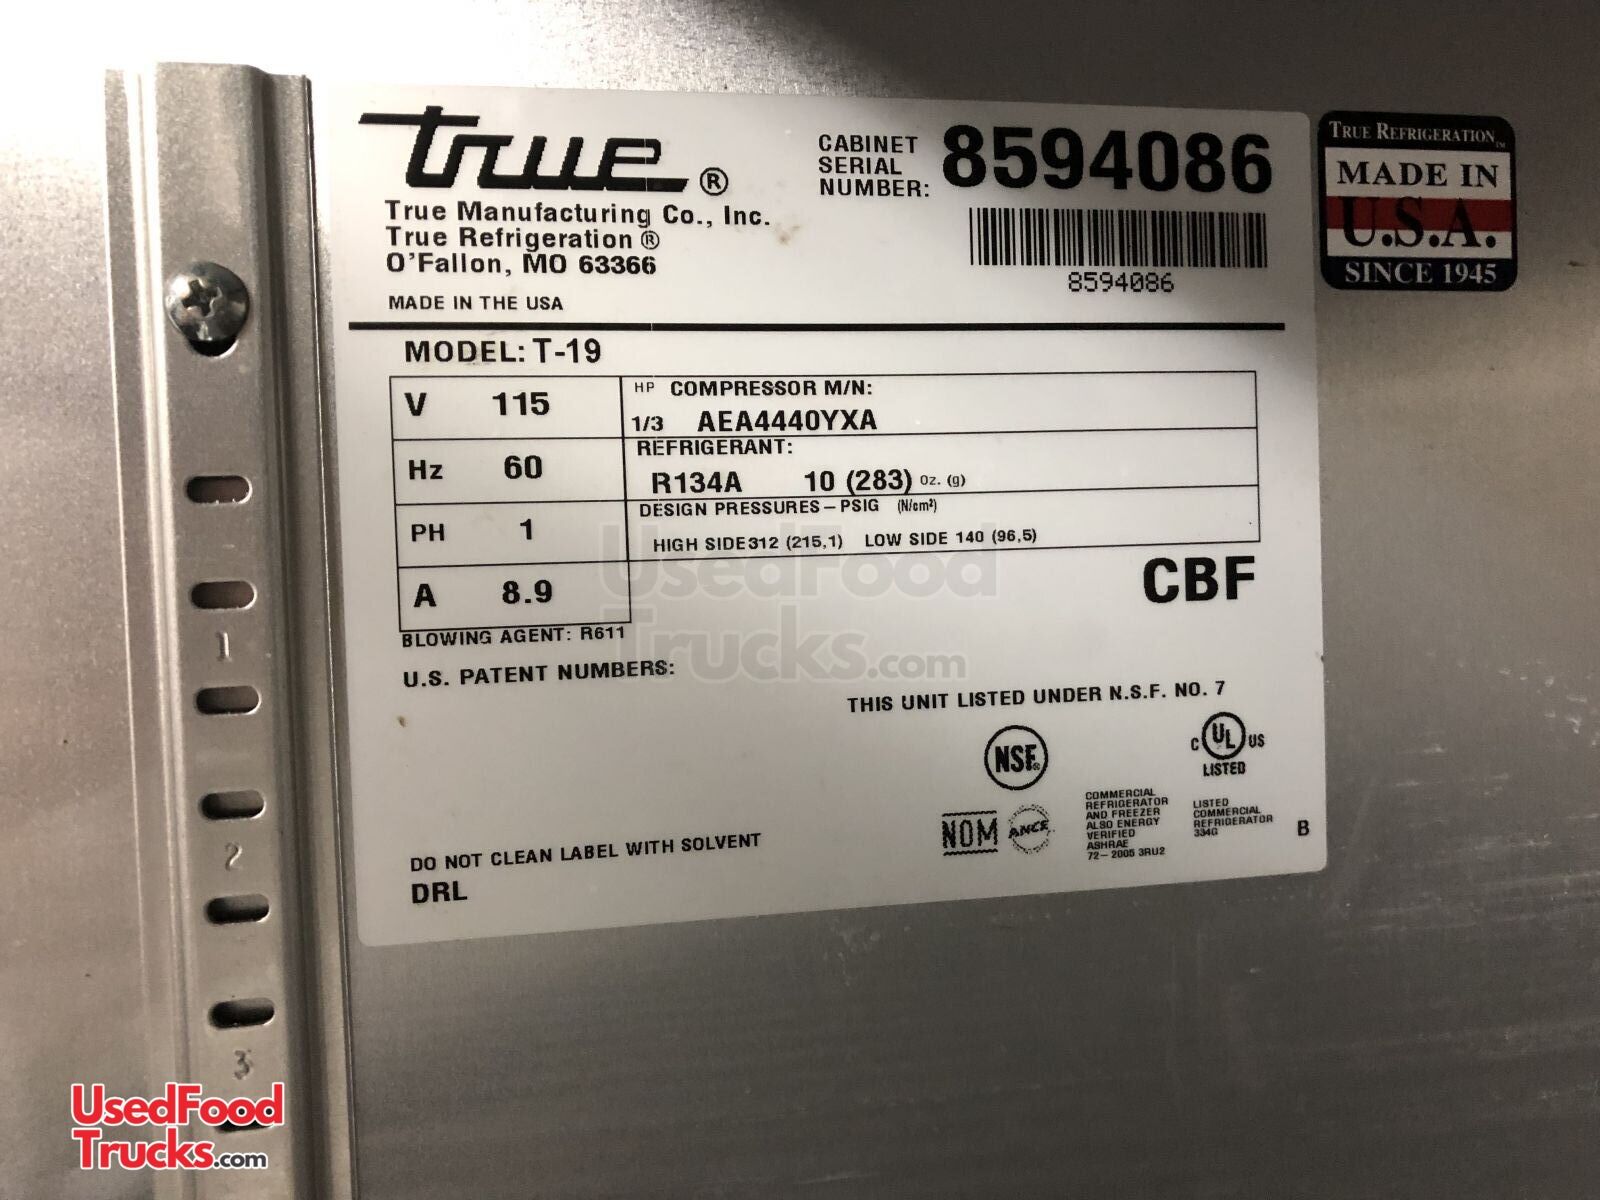 true®
True Manufacturing Co., Inc.
True Refrigeration®
O'Fallon, MO 63366
MADE IN THE USA
CABINET
SERIAL
NUMBER: 8594086
8594086
TRUE REFRIGERATION™
MADE IN
U.S.A.
SINCE 1945
MODEL: T-19
V 115
HP COMPRESSOR M/N:
1/3 AEA4440YXA
Hz 60
REFRIGERANT:
R134A 10 (283) oz. (g)
PH 1
DESIGN PRESSURES – PSIG (N/cm²)
HIGH SIDE 312 (215,1) LOW SIDE 140 (96,5)
A 8.9
CBF
BLOWING AGENT: R611
U.S. PATENT NUMBERS:
THIS UNIT LISTED UNDER N.S.F. NO. 7
NSF®
C UL US
LISTED
NOM
ANCE
COMMERCIAL
REFRIGERATOR
AND FREEZER
ALSO ENERGY
VERIFIED
ASHRAE
72–2005 3RU2
LISTED
COMMERCIAL
REFRIGERATOR
334G
B
DO NOT CLEAN LABEL WITH SOLVENT
DRL
1
2
3
UsedFood
Trucks.com
UsedFood
Trucks.com